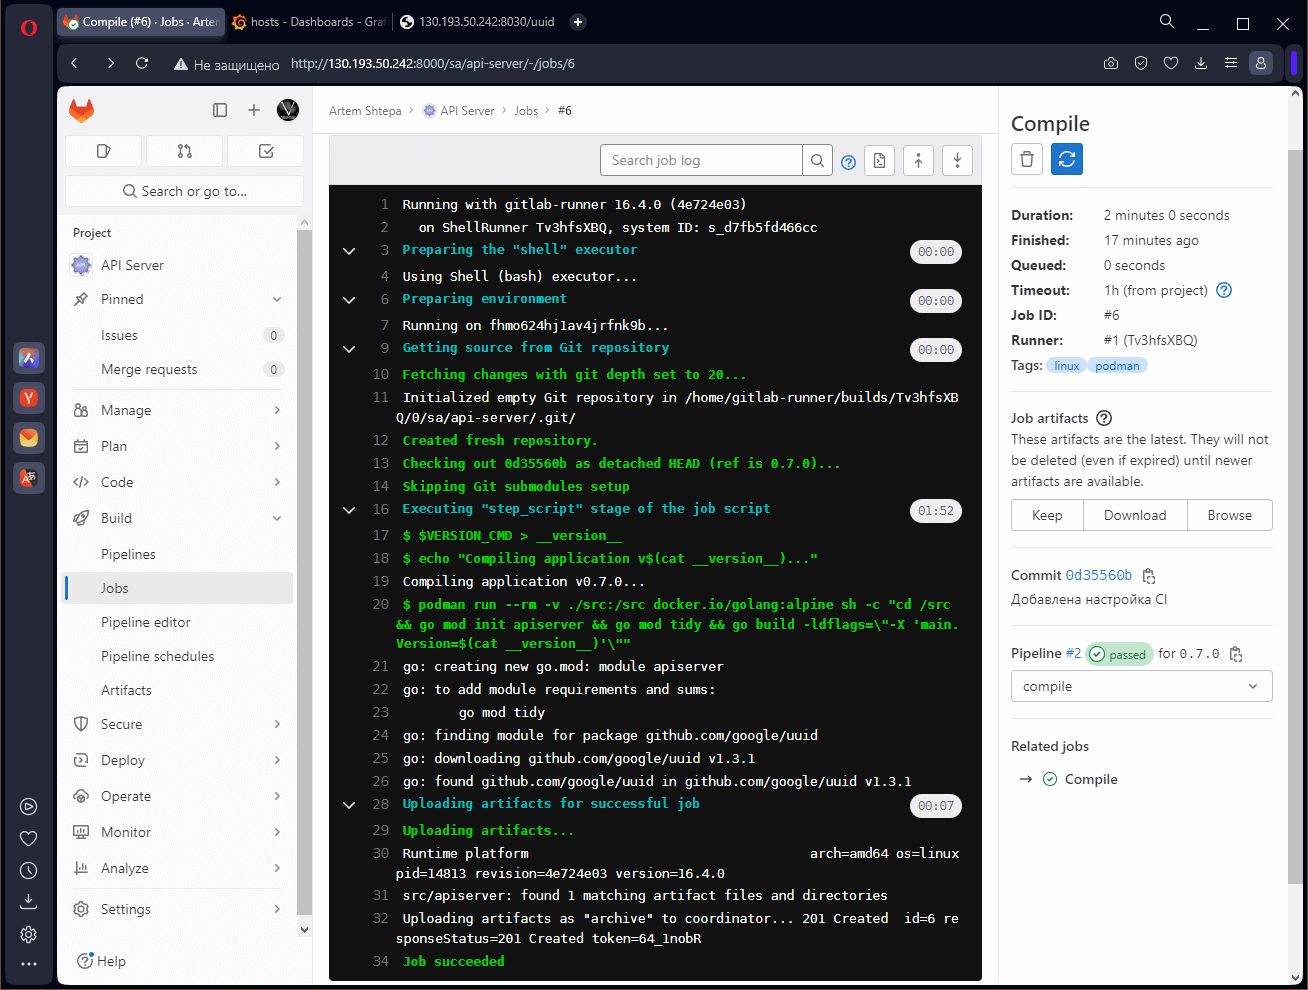 Compile (#6) · Jobs · Arter
hosts - Dashboards - Graf
130.193.50.242:8030/uuid
Не защищено
http://130.193.50.242:8000/sa/api-server/-/jobs/6
Search or go to...
Project
API Server
Pinned
Issues 0
Merge requests 0
Manage
Plan
Code
Build
Pipelines
Jobs
Pipeline editor
Pipeline schedules
Artifacts
Secure
Deploy
Operate
Monitor
Analyze
Settings
Help
Artem Shtepa > API Server > Jobs > #6
Search job log
1 Running with gitlab-runner 16.4.0 (4e724e03)
2 on ShellRunner Tv3hfsXBQ, system ID: s_d7fb5fd466cc
3 Preparing the "shell" executor 00:00
4 Using Shell (bash) executor...
6 Preparing environment 00:00
7 Running on fhmo624hj1av4jrfnk9b...
9 Getting source from Git repository 00:00
10 Fetching changes with git depth set to 20...
11 Initialized empty Git repository in /home/gitlab-runner/builds/Tv3hfsXB
Q/0/sa/api-server/.git/
12 Created fresh repository.
13 Checking out 0d35560b as detached HEAD (ref is 0.7.0)...
14 Skipping Git submodules setup
16 Executing "step_script" stage of the job script 01:52
17 $ $VERSION_CMD > __version__
18 $ echo "Compiling application v$(cat __version__)..."
19 Compiling application v0.7.0...
20 $ podman run --rm -v ./src:/src docker.io/golang:alpine sh -c "cd /src
&& go mod init apiserver && go mod tidy && go build -ldflags=\"-X 'main.
Version=$(cat __version__)'\""
21 go: creating new go.mod: module apiserver
22 go: to add module requirements and sums:
23 go mod tidy
24 go: finding module for package github.com/google/uuid
25 go: downloading github.com/google/uuid v1.3.1
26 go: found github.com/google/uuid in github.com/google/uuid v1.3.1
28 Uploading artifacts for successful job 00:07
29 Uploading artifacts...
30 Runtime platform arch=amd64 os=linux
pid=14813 revision=4e724e03 version=16.4.0
31 src/apiserver: found 1 matching artifact files and directories
32 Uploading artifacts as "archive" to coordinator... 201 Created id=6 re
sponseStatus=201 Created token=64_1nobR
34 Job succeeded
Compile
Duration: 2 minutes 0 seconds
Finished: 17 minutes ago
Queued: 0 seconds
Timeout: 1h (from project)
Job ID: #6
Runner: #1 (Tv3hfsXBQ)
Tags: linux podman
Job artifacts
These artifacts are the latest. They will not
be deleted (even if expired) until newer
artifacts are available.
Keep Download Browse
Commit 0d35560b
Добавлена настройка CI
Pipeline #2 passed for 0.7.0
compile
Related jobs
→ Compile